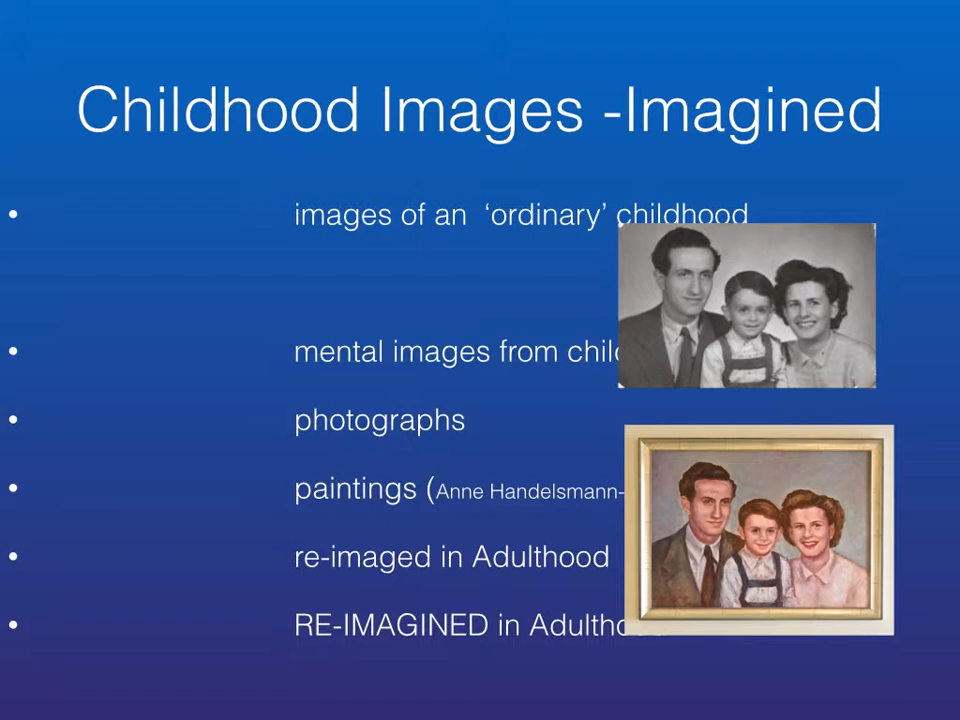 Childhood Images -Imagined
• images of an ‘ordinary’ childhood
• mental images from
• photographs
• paintings (Anne Handelsmann-
• re-imaged in Adulthood
• RE-IMAGINED in Adulthood